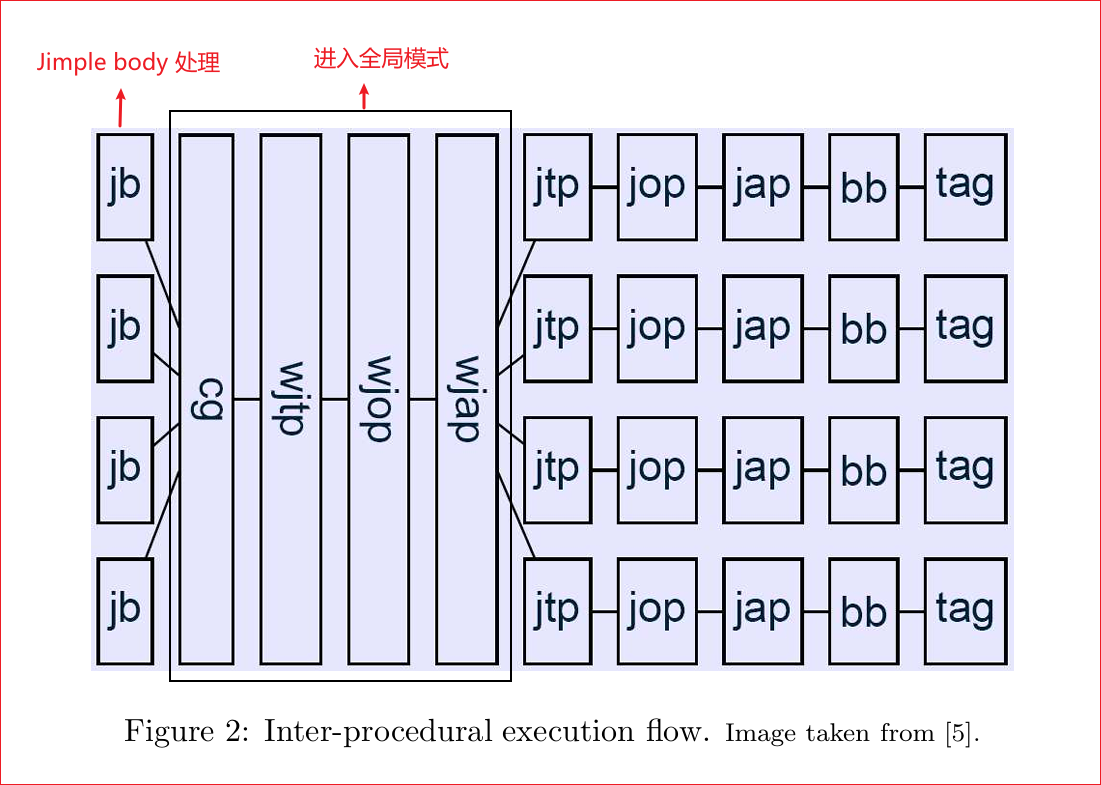 Jimple body 处理
进入全局模式
jb cg wjtp wjop wjap jtp jop jap bb tag
jb jtp jop jap bb tag
jb jtp jop jap bb tag
jb jtp jop jap bb tag
Figure 2: Inter-procedural execution flow. Image taken from [5].